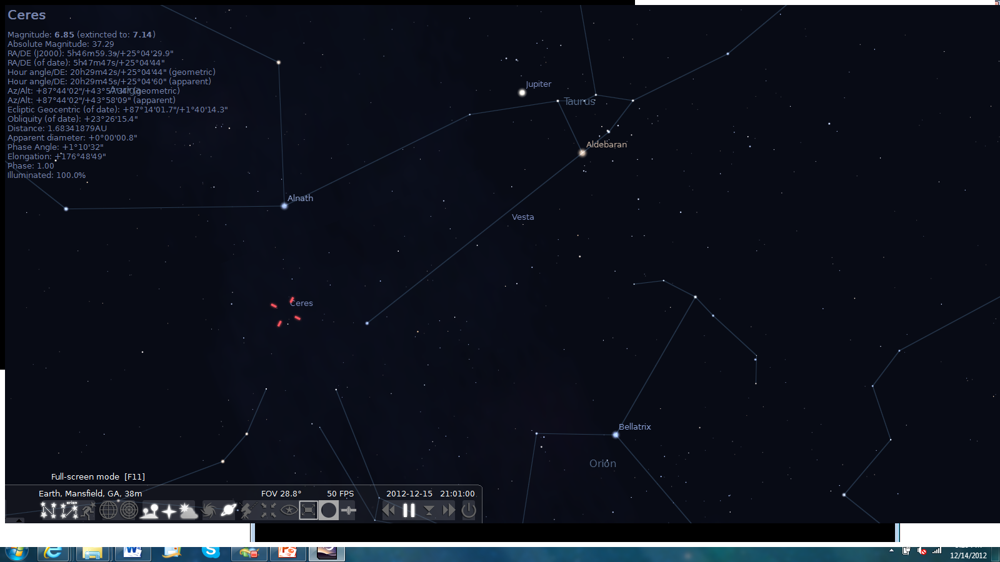 Ceres
Magnitude: 6.85 (extincted to: 7.14)
Absolute Magnitude: 37.29
RA/DE (J2000): 5h46m59.3s/+25°04'29.9"
RA/DE (of date): 5h47m47s/+25°04'44"
Hour angle/DE: 20h29m42s/+25°04'44" (geometric)
Hour angle/DE: 20h29m45s/+25°04'60" (apparent)
Az/Alt: +87°44'02"/+43°57'34" (geometric)
Auriga
Az/Alt: +87°44'02"/+43°58'09" (apparent)
Ecliptic Geocentric (of date): +87°14'01.7"/+1°40'14.3"
Obliquity (of date): +23°26'15.4"
Distance: 1.68341879AU
Apparent diameter: +0°00'00.8"
Phase Angle: +1°10'32"
Elongation: +176°48'49"
Phase: 1.00
Illuminated: 100.0%
Jupiter
Taurus
Aldebaran
Alnath
Vesta
Ceres
Bellatrix
Orion
Full-screen mode [F11]
Earth, Mansfield, GA, 38m FOV 28.8° 50 FPS 2012-12-15 21:01:00
orion
12/14/2012